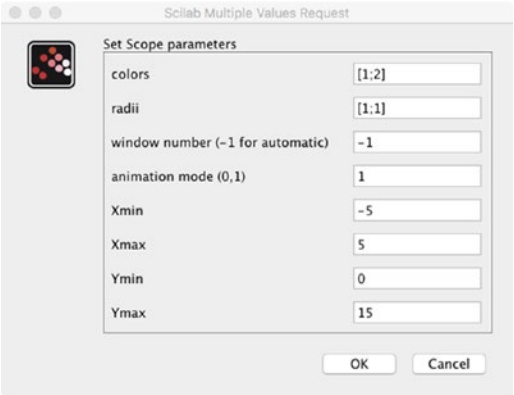 Scilab Multiple Values Request
Set Scope parameters
colors [1;2]
radii [1;1]
window number (-1 for automatic) -1
animation mode (0,1) 1
Xmin -5
Xmax 5
Ymin 0
Ymax 15
OK Cancel